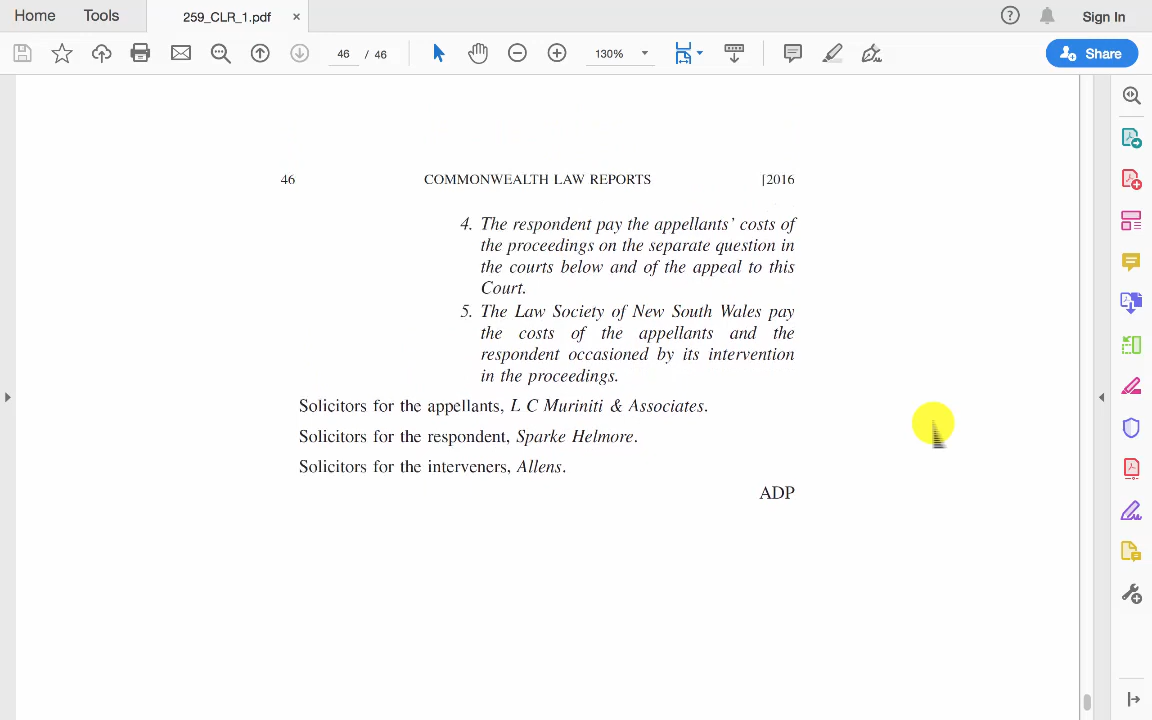 Home Tools 259_CLR_1.pdf × Sign In
46 / 46 130% Share
46 COMMONWEALTH LAW REPORTS [2016
4. The respondent pay the appellants' costs of
the proceedings on the separate question in
the courts below and of the appeal to this
Court.
5. The Law Society of New South Wales pay
the costs of the appellants and the
respondent occasioned by its intervention
in the proceedings.
Solicitors for the appellants, L C Muriniti & Associates.
Solicitors for the respondent, Sparke Helmore.
Solicitors for the interveners, Allens.
ADP